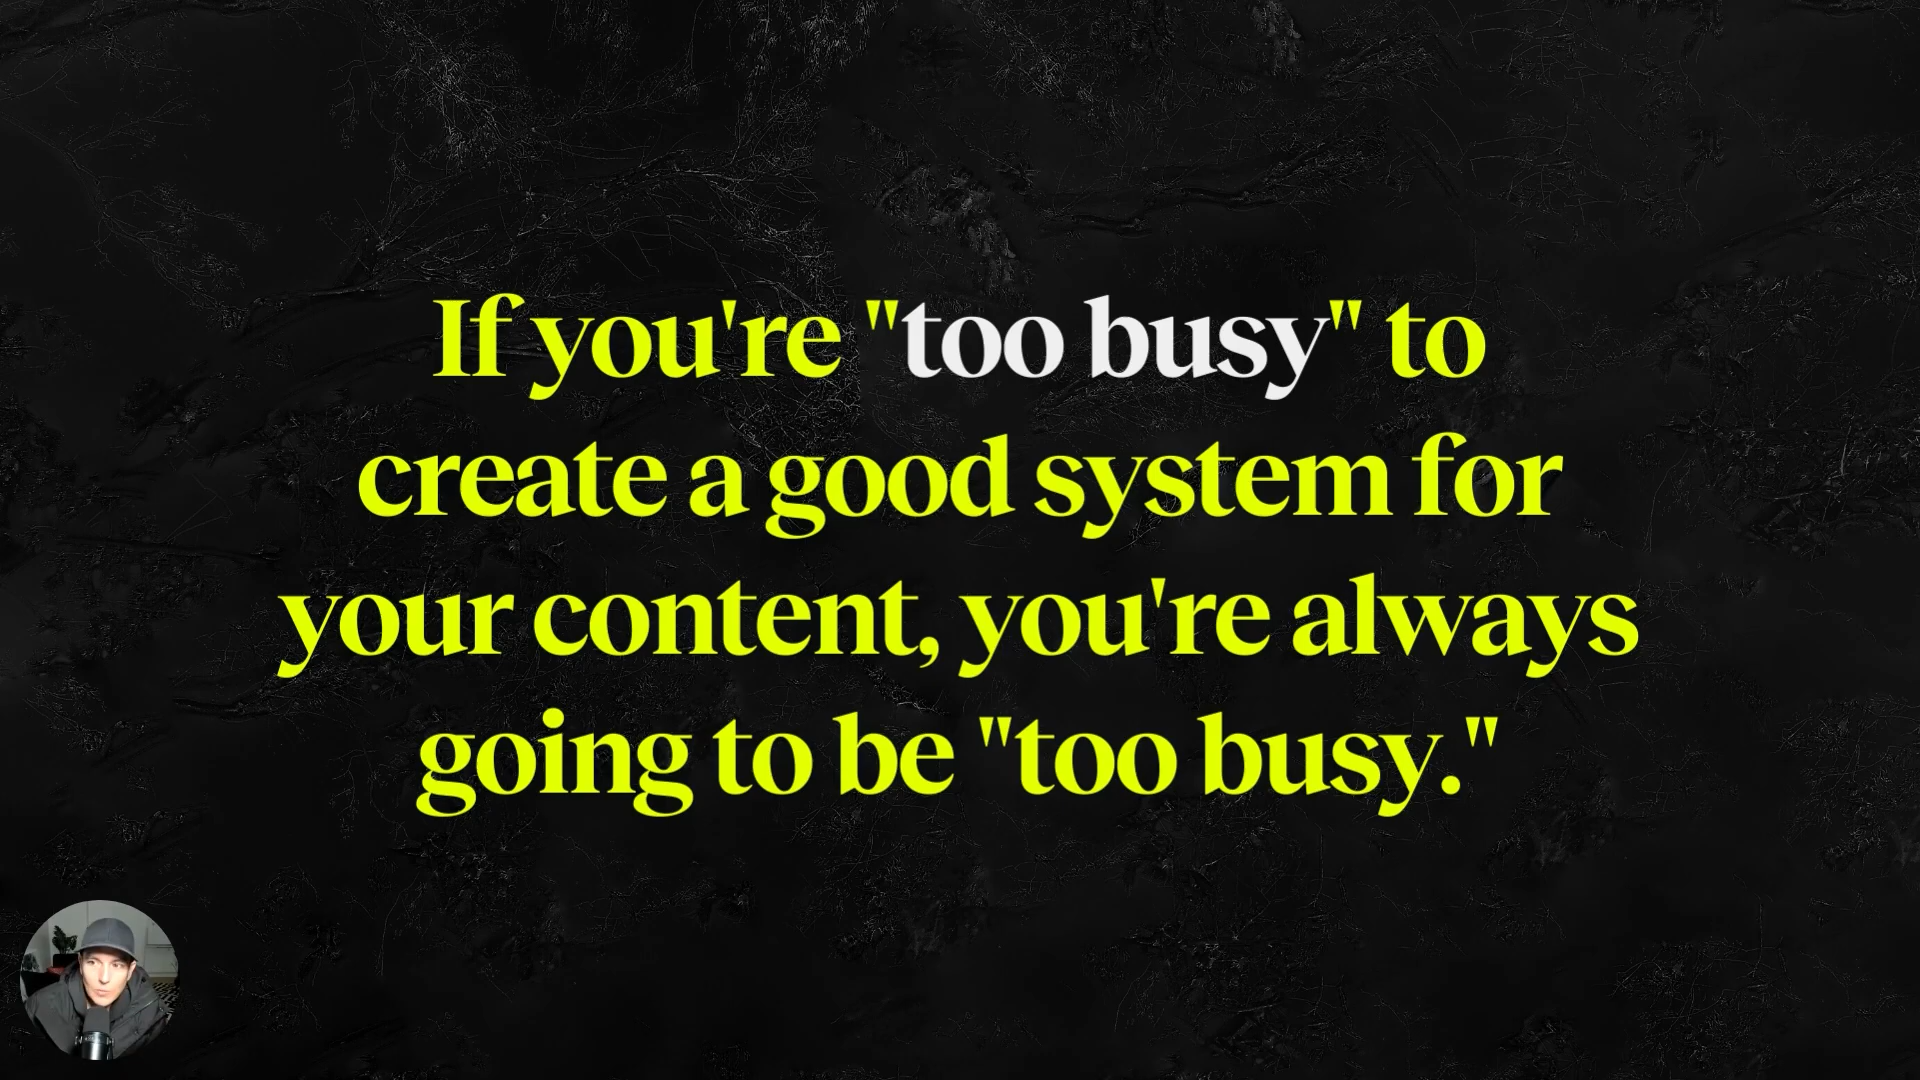 If you're "too busy" to
create a good system for
your content, you're always
going to be "too busy."